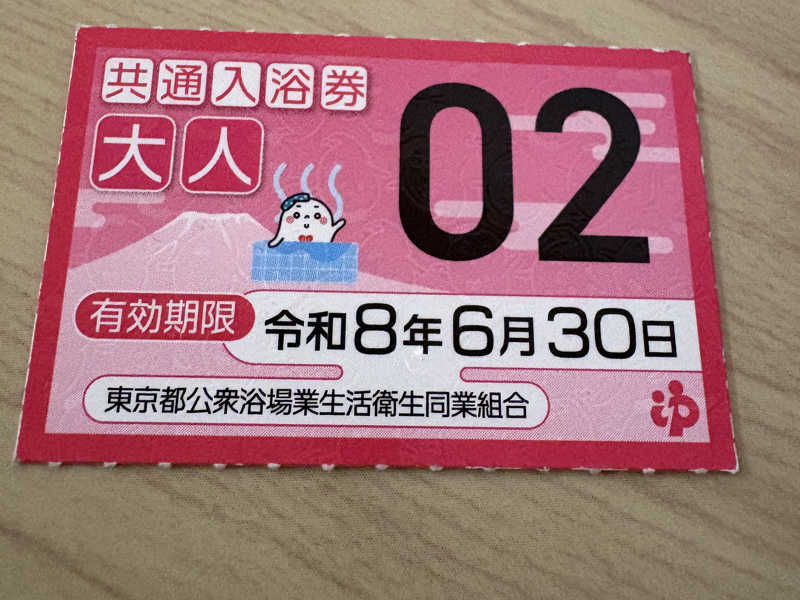 共通入浴券
大人
02
有効期限 令和8年6月30日
東京都公衆浴場業生活衛生同業組合
ゆ